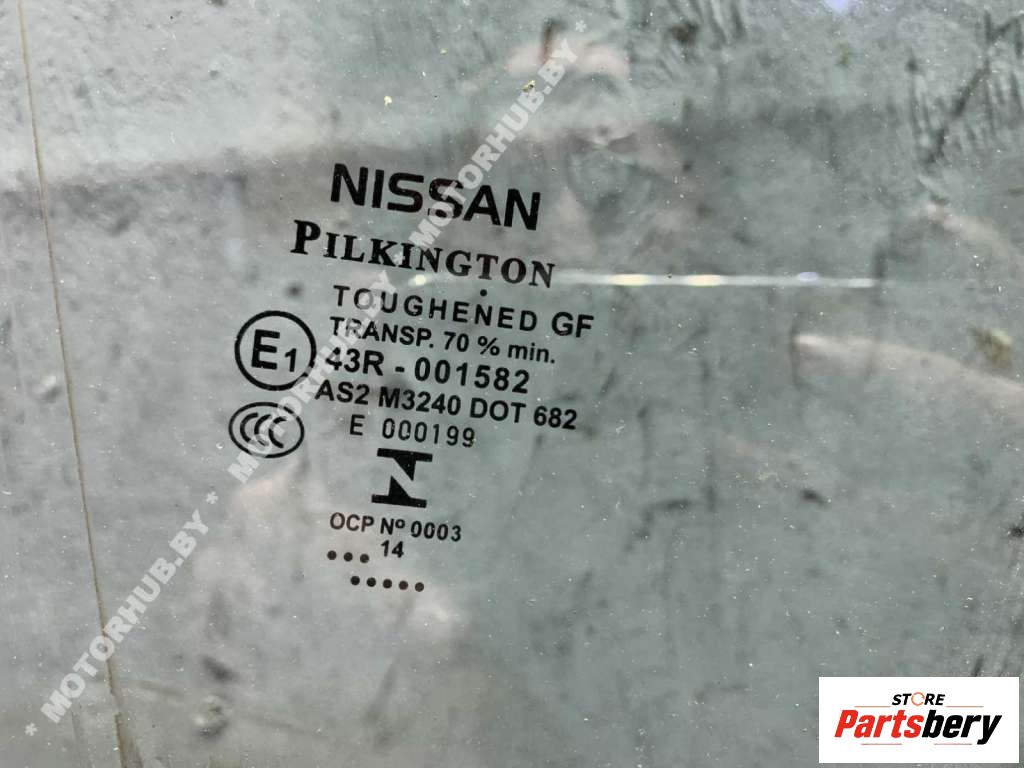 NISSAN
PILKINGTON
TOUGHENED GF
TRANSP. 70 % min.
E1 43R - 001582
AS2 M3240 DOT 682
CCC
E 000199
N
OCP Nº 0003
14
* MOTORHUB.BY * MOTORHUB.BY * MOTORHUB.BY *
STORE
Partsbery